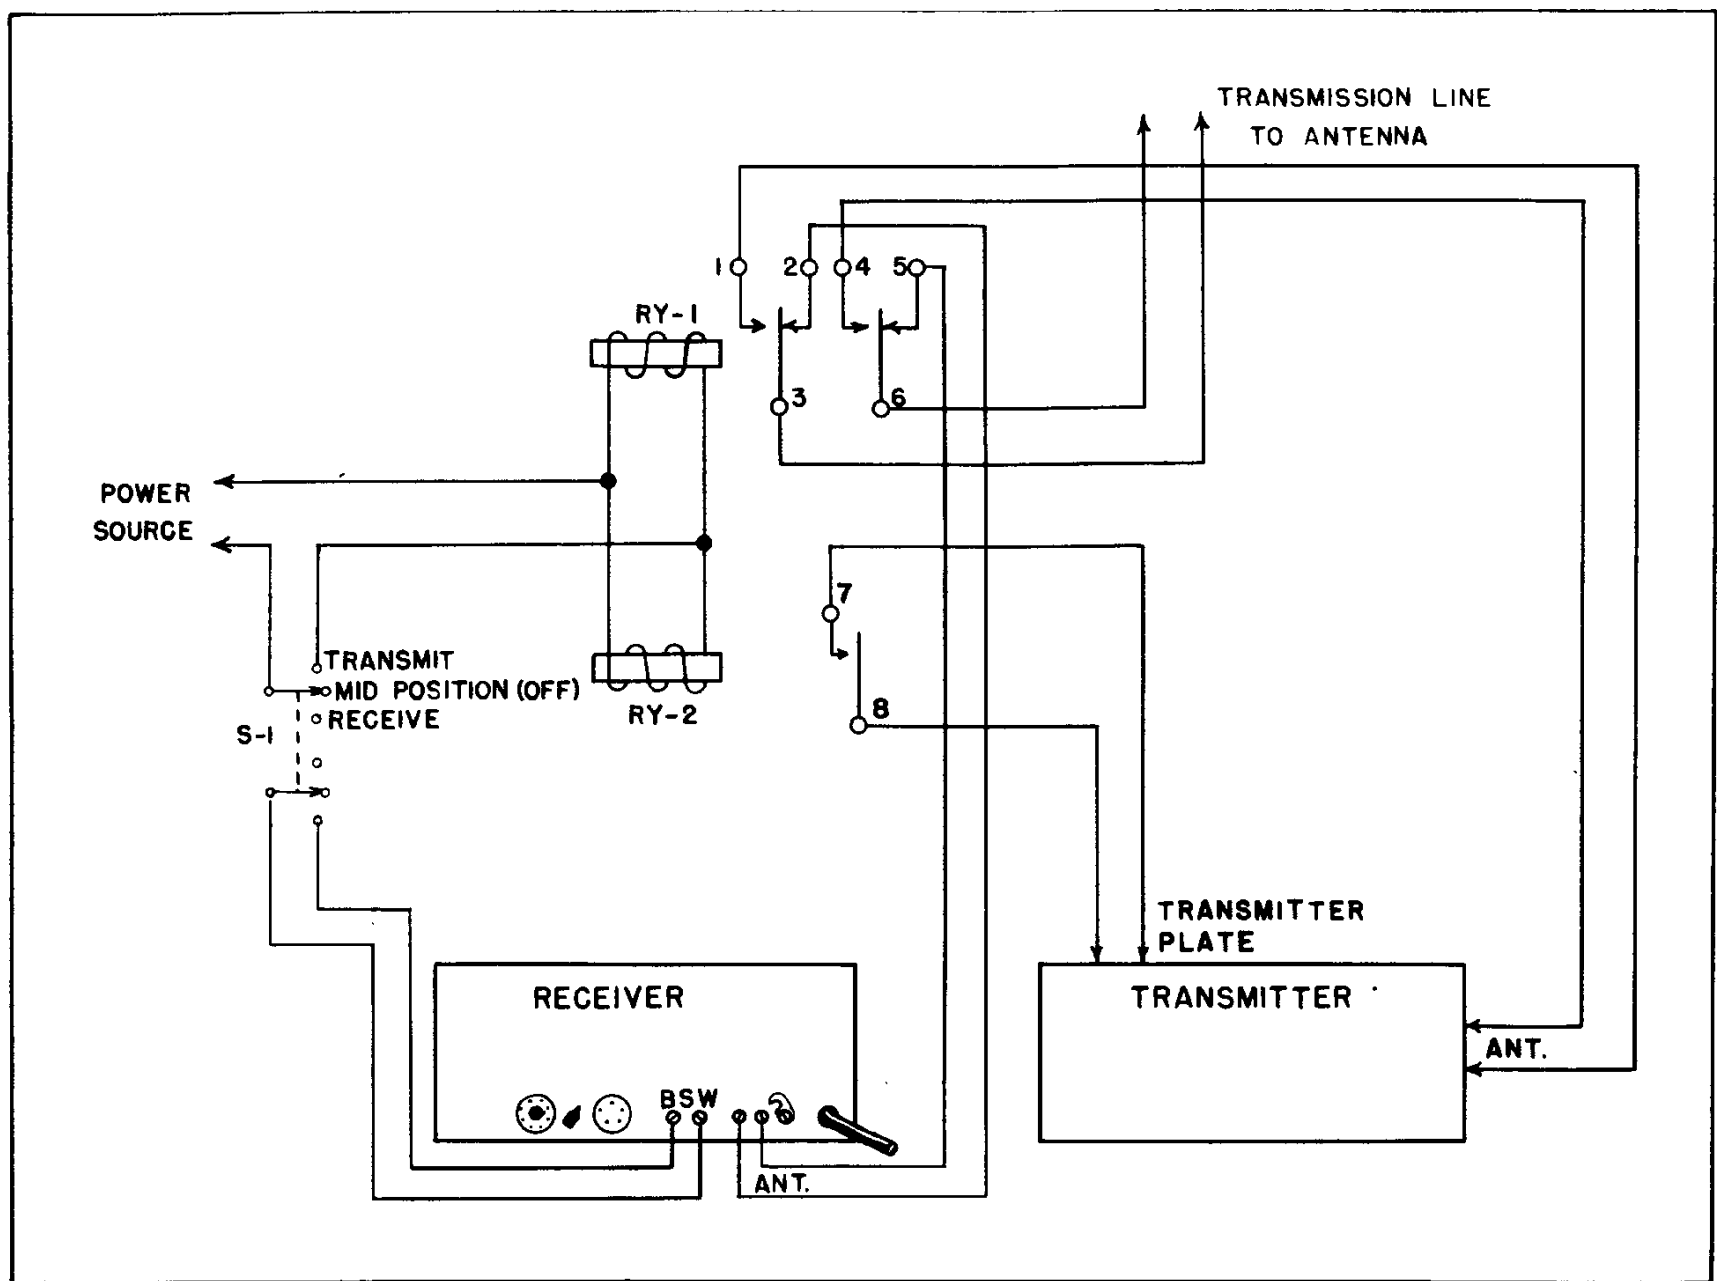 TRANSMISSION LINE
TO ANTENNA
1
2
4
5
RY-1
3
6
POWER
SOURCE
7
TRANSMIT
MID POSITION (OFF)
RECEIVE
S-1
RY-2
8
TRANSMITTER
PLATE
RECEIVER
TRANSMITTER
ANT.
BSW
ANT.